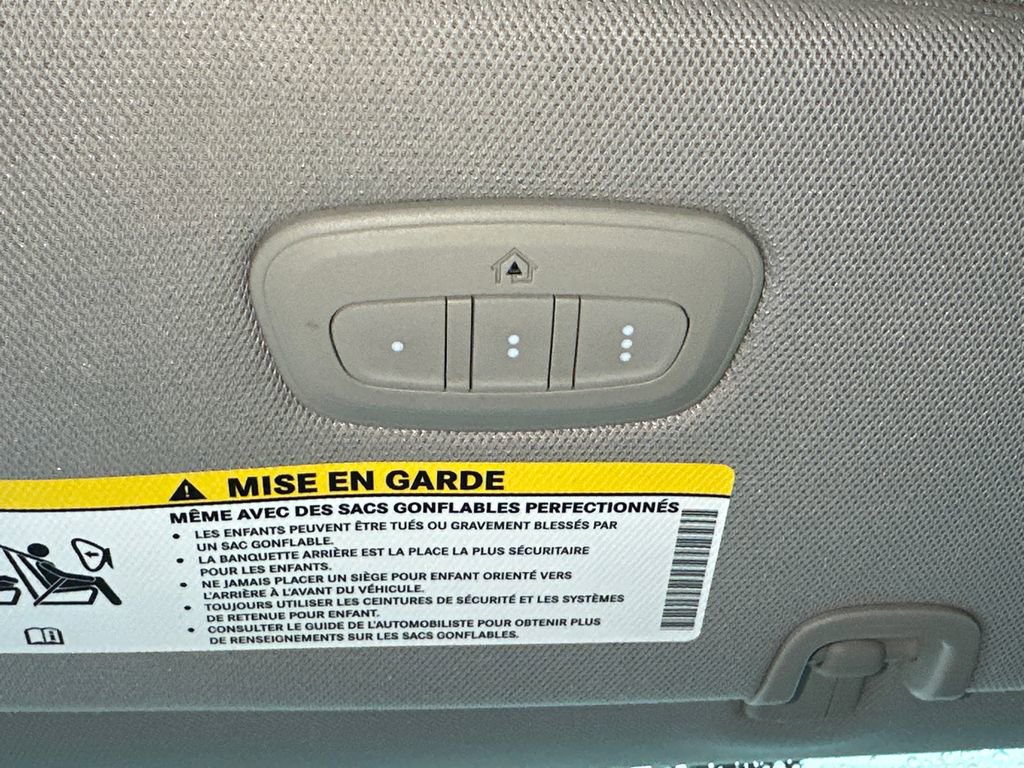 MISE EN GARDE
MÊME AVEC DES SACS GONFLABLES PERFECTIONNÉS
• LES ENFANTS PEUVENT ÊTRE TUÉS OU GRAVEMENT BLESSÉS PAR
UN SAC GONFLABLE.
• LA BANQUETTE ARRIÈRE EST LA PLACE LA PLUS SÉCURITAIRE
POUR LES ENFANTS.
• NE JAMAIS PLACER UN SIÈGE POUR ENFANT ORIENTÉ VERS
L'ARRIÈRE À L'AVANT DU VÉHICULE.
• TOUJOURS UTILISER LES CEINTURES DE SÉCURITÉ ET LES SYSTÈMES
DE RETENUE POUR ENFANT.
• CONSULTER LE GUIDE DE L'AUTOMOBILISTE POUR OBTENIR PLUS
DE RENSEIGNEMENTS SUR LES SACS GONFLABLES.